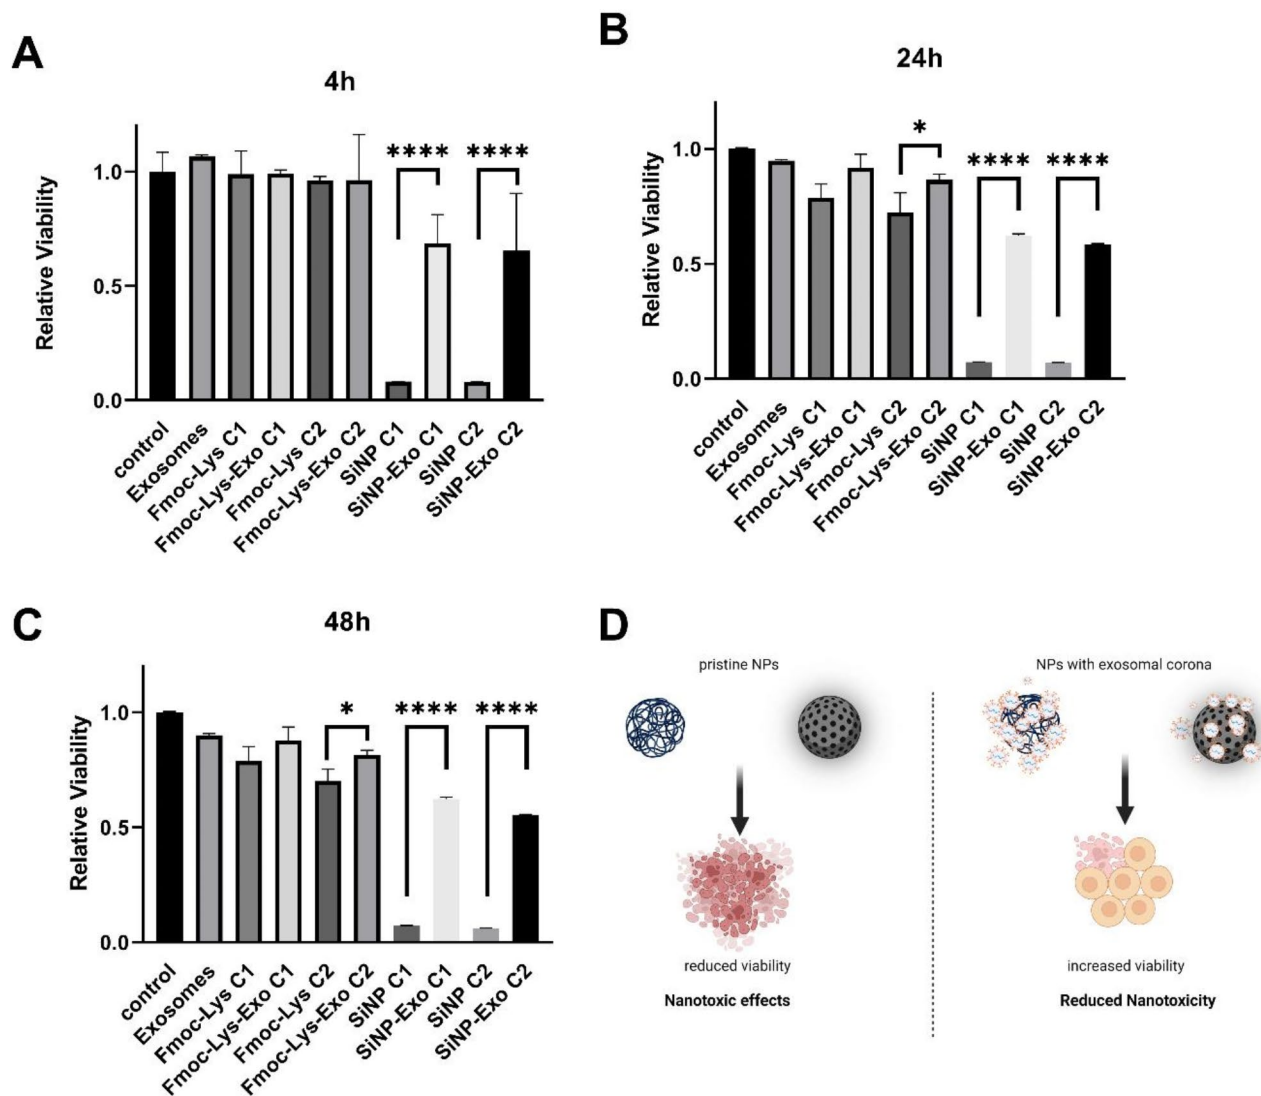 A
4h
Relative Viability
1.0
0.5
0.0
**** ****
control
Exosomes
Fmoc-Lys C1
Fmoc-Lys-Exo C1
Fmoc-Lys C2
Fmoc-Lys-Exo C2
SiNP C1
SiNP-Exo C1
SiNP C2
SiNP-Exo C2
B
24h
Relative Viability
1.0
0.5
0.0
*
**** ****
control
Exosomes
Fmoc-Lys C1
Fmoc-Lys-Exo C1
Fmoc-Lys C2
Fmoc-Lys-Exo C2
SiNP C1
SiNP-Exo C1
SiNP C2
SiNP-Exo C2
C
48h
Relative Viability
1.0
0.5
0.0
* **** ****
control
Exosomes
Fmoc-Lys C1
Fmoc-Lys-Exo C1
Fmoc-Lys C2
Fmoc-Lys-Exo C2
SiNP C1
SiNP-Exo C1
SiNP C2
SiNP-Exo C2
D
pristine NPs
reduced viability
Nanotoxic effects
NPs with exosomal corona
increased viability
Reduced Nanotoxicity